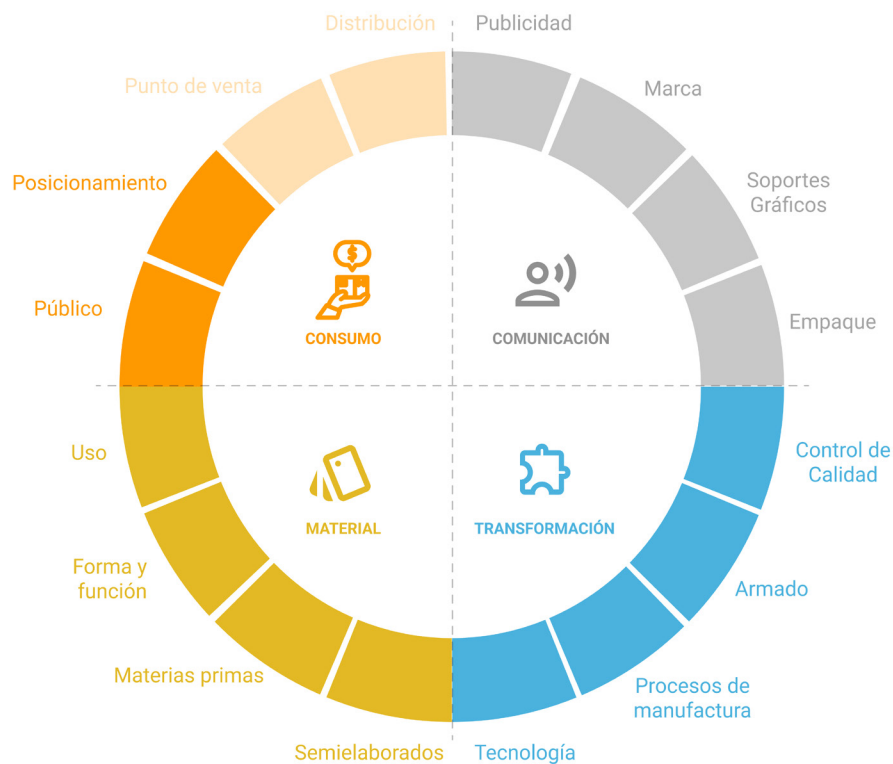 Distribución
Publicidad
Punto de venta
Marca
Posicionamiento
Soportes
Gráficos
Público
Empaque
$
CONSUMO
COMUNICACIÓN
Uso
Control de
Calidad
MATERIAL
TRANSFORMACIÓN
Forma y
función
Armado
Materias primas
Procesos de
manufactura
Semielaborados
Tecnología